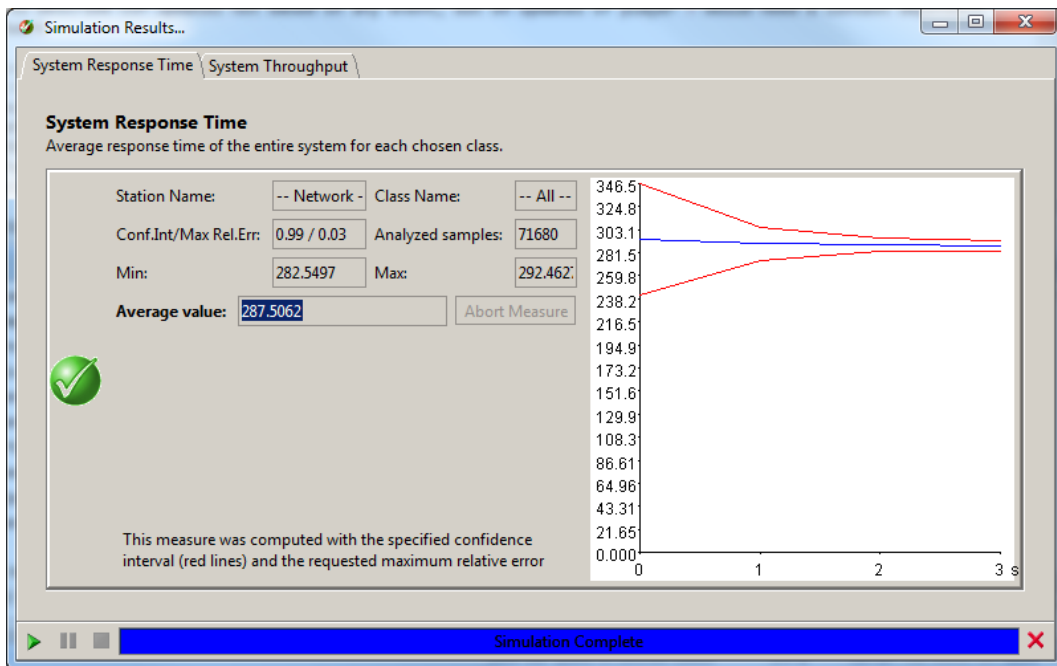 Simulation Results...
System Response Time
System Throughput
System Response Time
Average response time of the entire system for each chosen class.
Station Name: -- Network - Class Name: -- All --
Conf.Int/Max Rel.Err: 0.99 / 0.03 Analyzed samples: 71680
Min: 282.5497 Max: 292.4627
Average value: 287.5062 Abort Measure
This measure was computed with the specified confidence
interval (red lines) and the requested maximum relative error
346.5
324.8
303.1
281.5
259.8
238.2
216.5
194.9
173.2
151.6
129.9
108.3
86.61
64.96
43.31
21.65
0.000
0 1 2 3 s
Simulation Complete